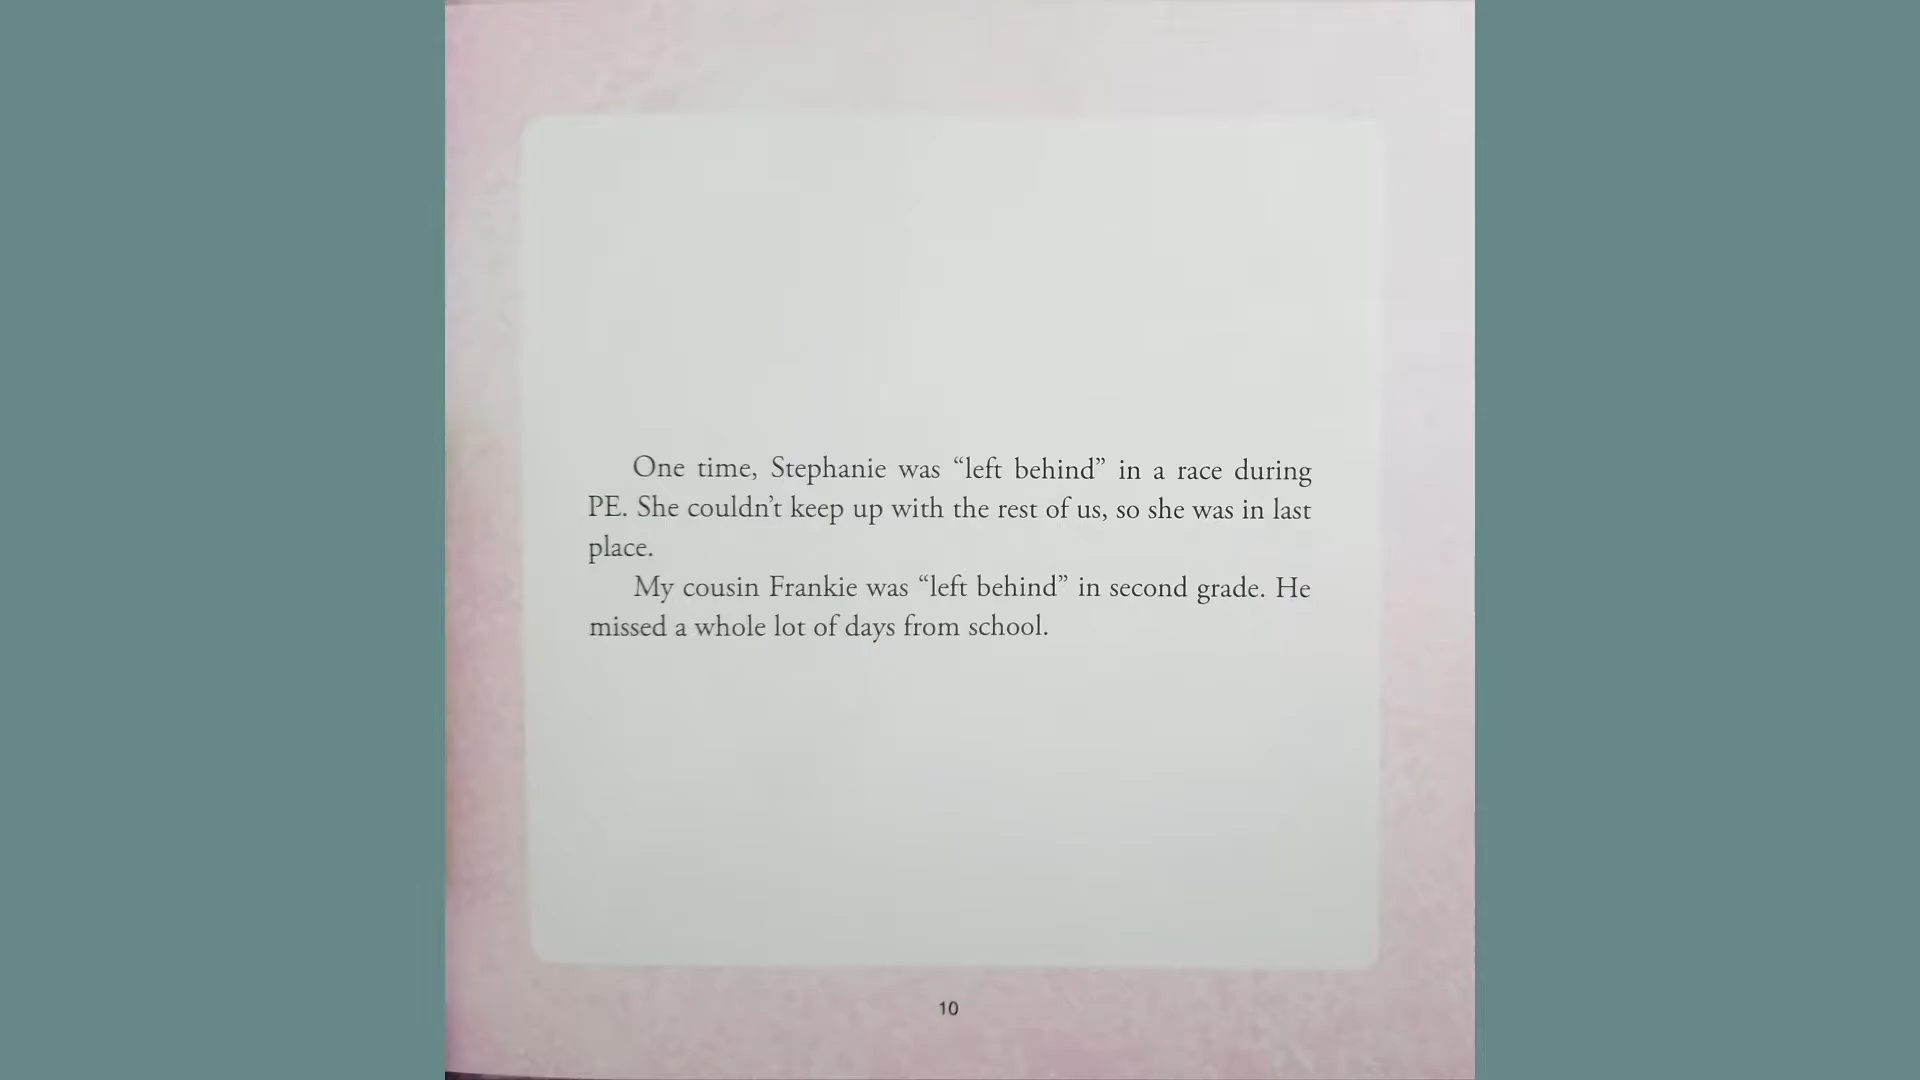 One time, Stephanie was “left behind” in a race during
PE. She couldn’t keep up with the rest of us, so she was in last
place.
My cousin Frankie was “left behind” in second grade. He
missed a whole lot of days from school.
10